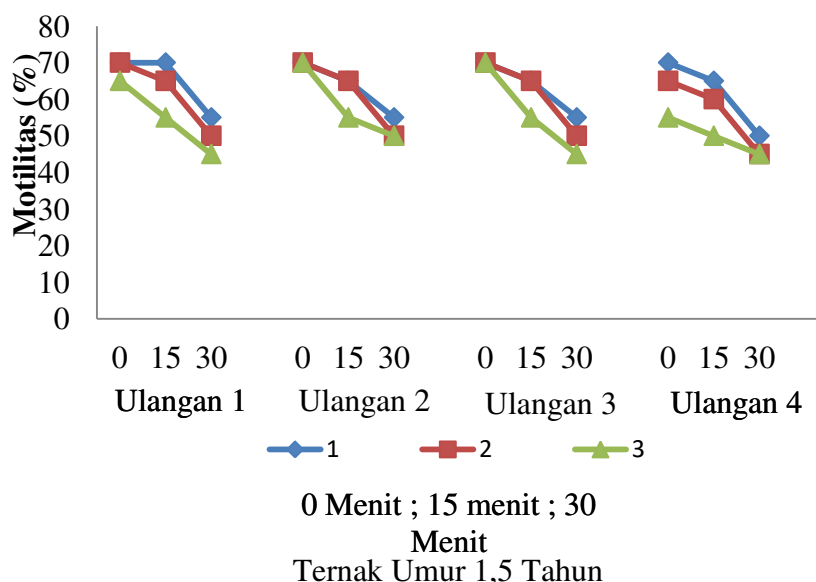 80
70
60
50
40
30
20
10
0
Motilitas (%)
0 15 30 0 15 30 0 15 30 0 15 30
Ulangan 1 Ulangan 2 Ulangan 3 Ulangan 4
1 2 3
0 Menit ; 15 menit ; 30
Menit
Ternak Umur 1,5 Tahun